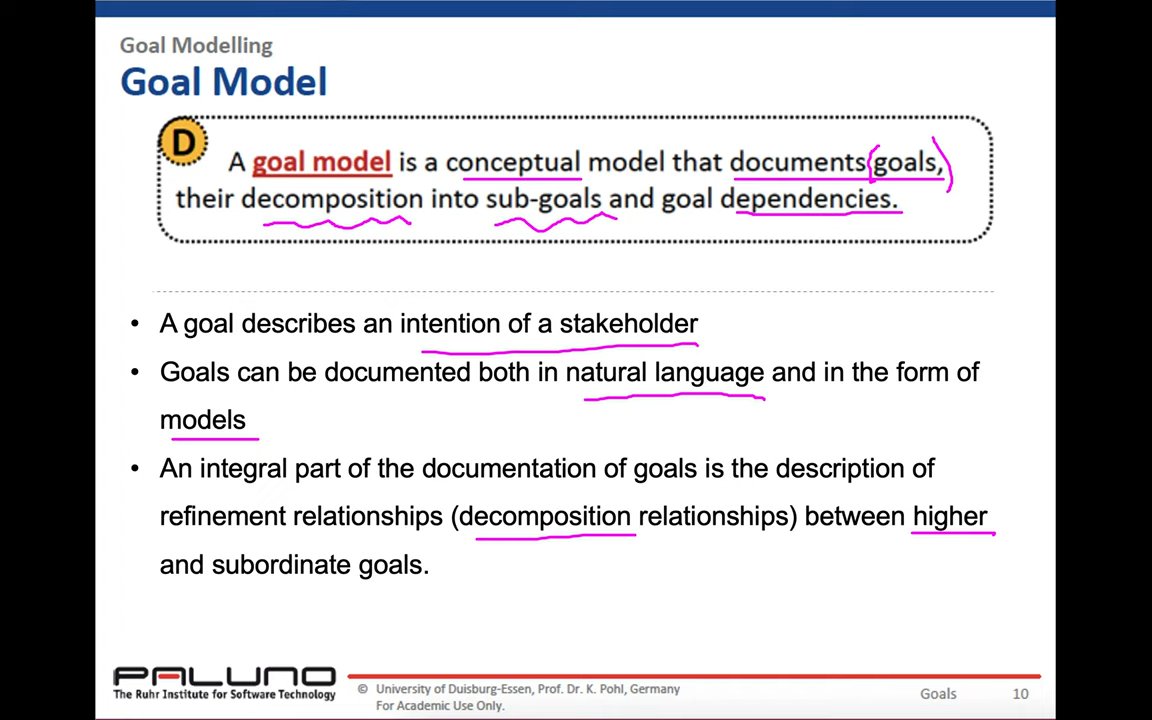 Goal Modelling
Goal Model
D
A goal model is a conceptual model that documents goals,
their decomposition into sub-goals and goal dependencies.
• A goal describes an intention of a stakeholder
• Goals can be documented both in natural language and in the form of
models
• An integral part of the documentation of goals is the description of
refinement relationships (decomposition relationships) between higher
and subordinate goals.
PALUNO
The Ruhr Institute for Software Technology
© University of Duisburg-Essen, Prof. Dr. K. Pohl, Germany
For Academic Use Only.
Goals 10